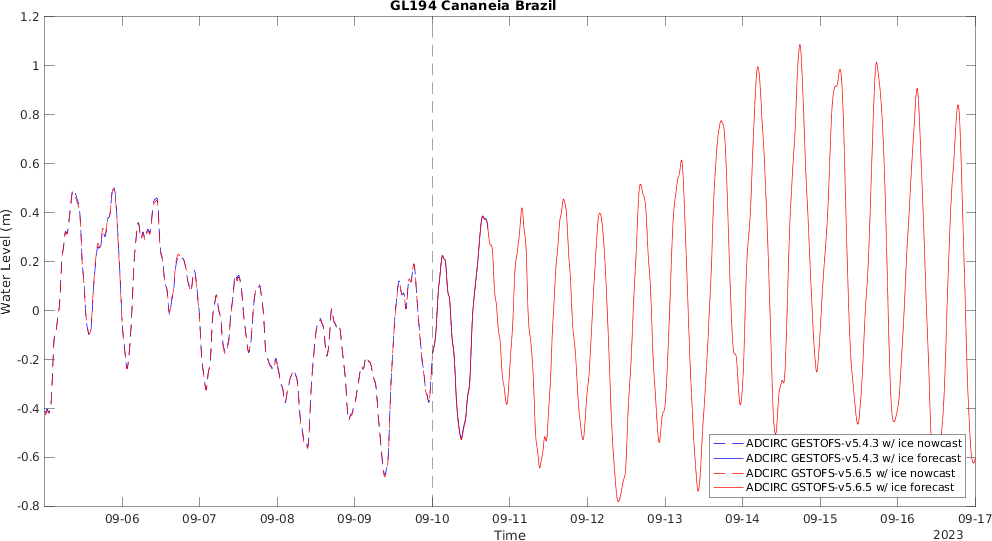 GL194 Cananeia Brazil
1.2
1
0.8
0.6
0.4
0.2
0
-0.2
-0.4
-0.6
-0.8
Water Level (m)
ADCIRC GESTOFS-v5.4.3 w/ ice nowcast
ADCIRC GESTOFS-v5.4.3 w/ ice forecast
ADCIRC GSTOFS-v5.6.5 w/ ice nowcast
ADCIRC GSTOFS-v5.6.5 w/ ice forecast
09-06 09-07 09-08 09-09 09-10 09-11 09-12 09-13 09-14 09-15 09-16 09-17
Time
2023